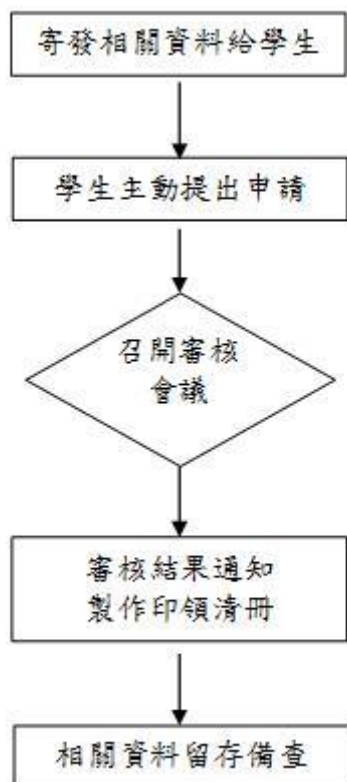 寄發相關資料給學生
學生主動提出申請
召開審核
會議
審核結果通知
製作印領清冊
相關資料留存備查